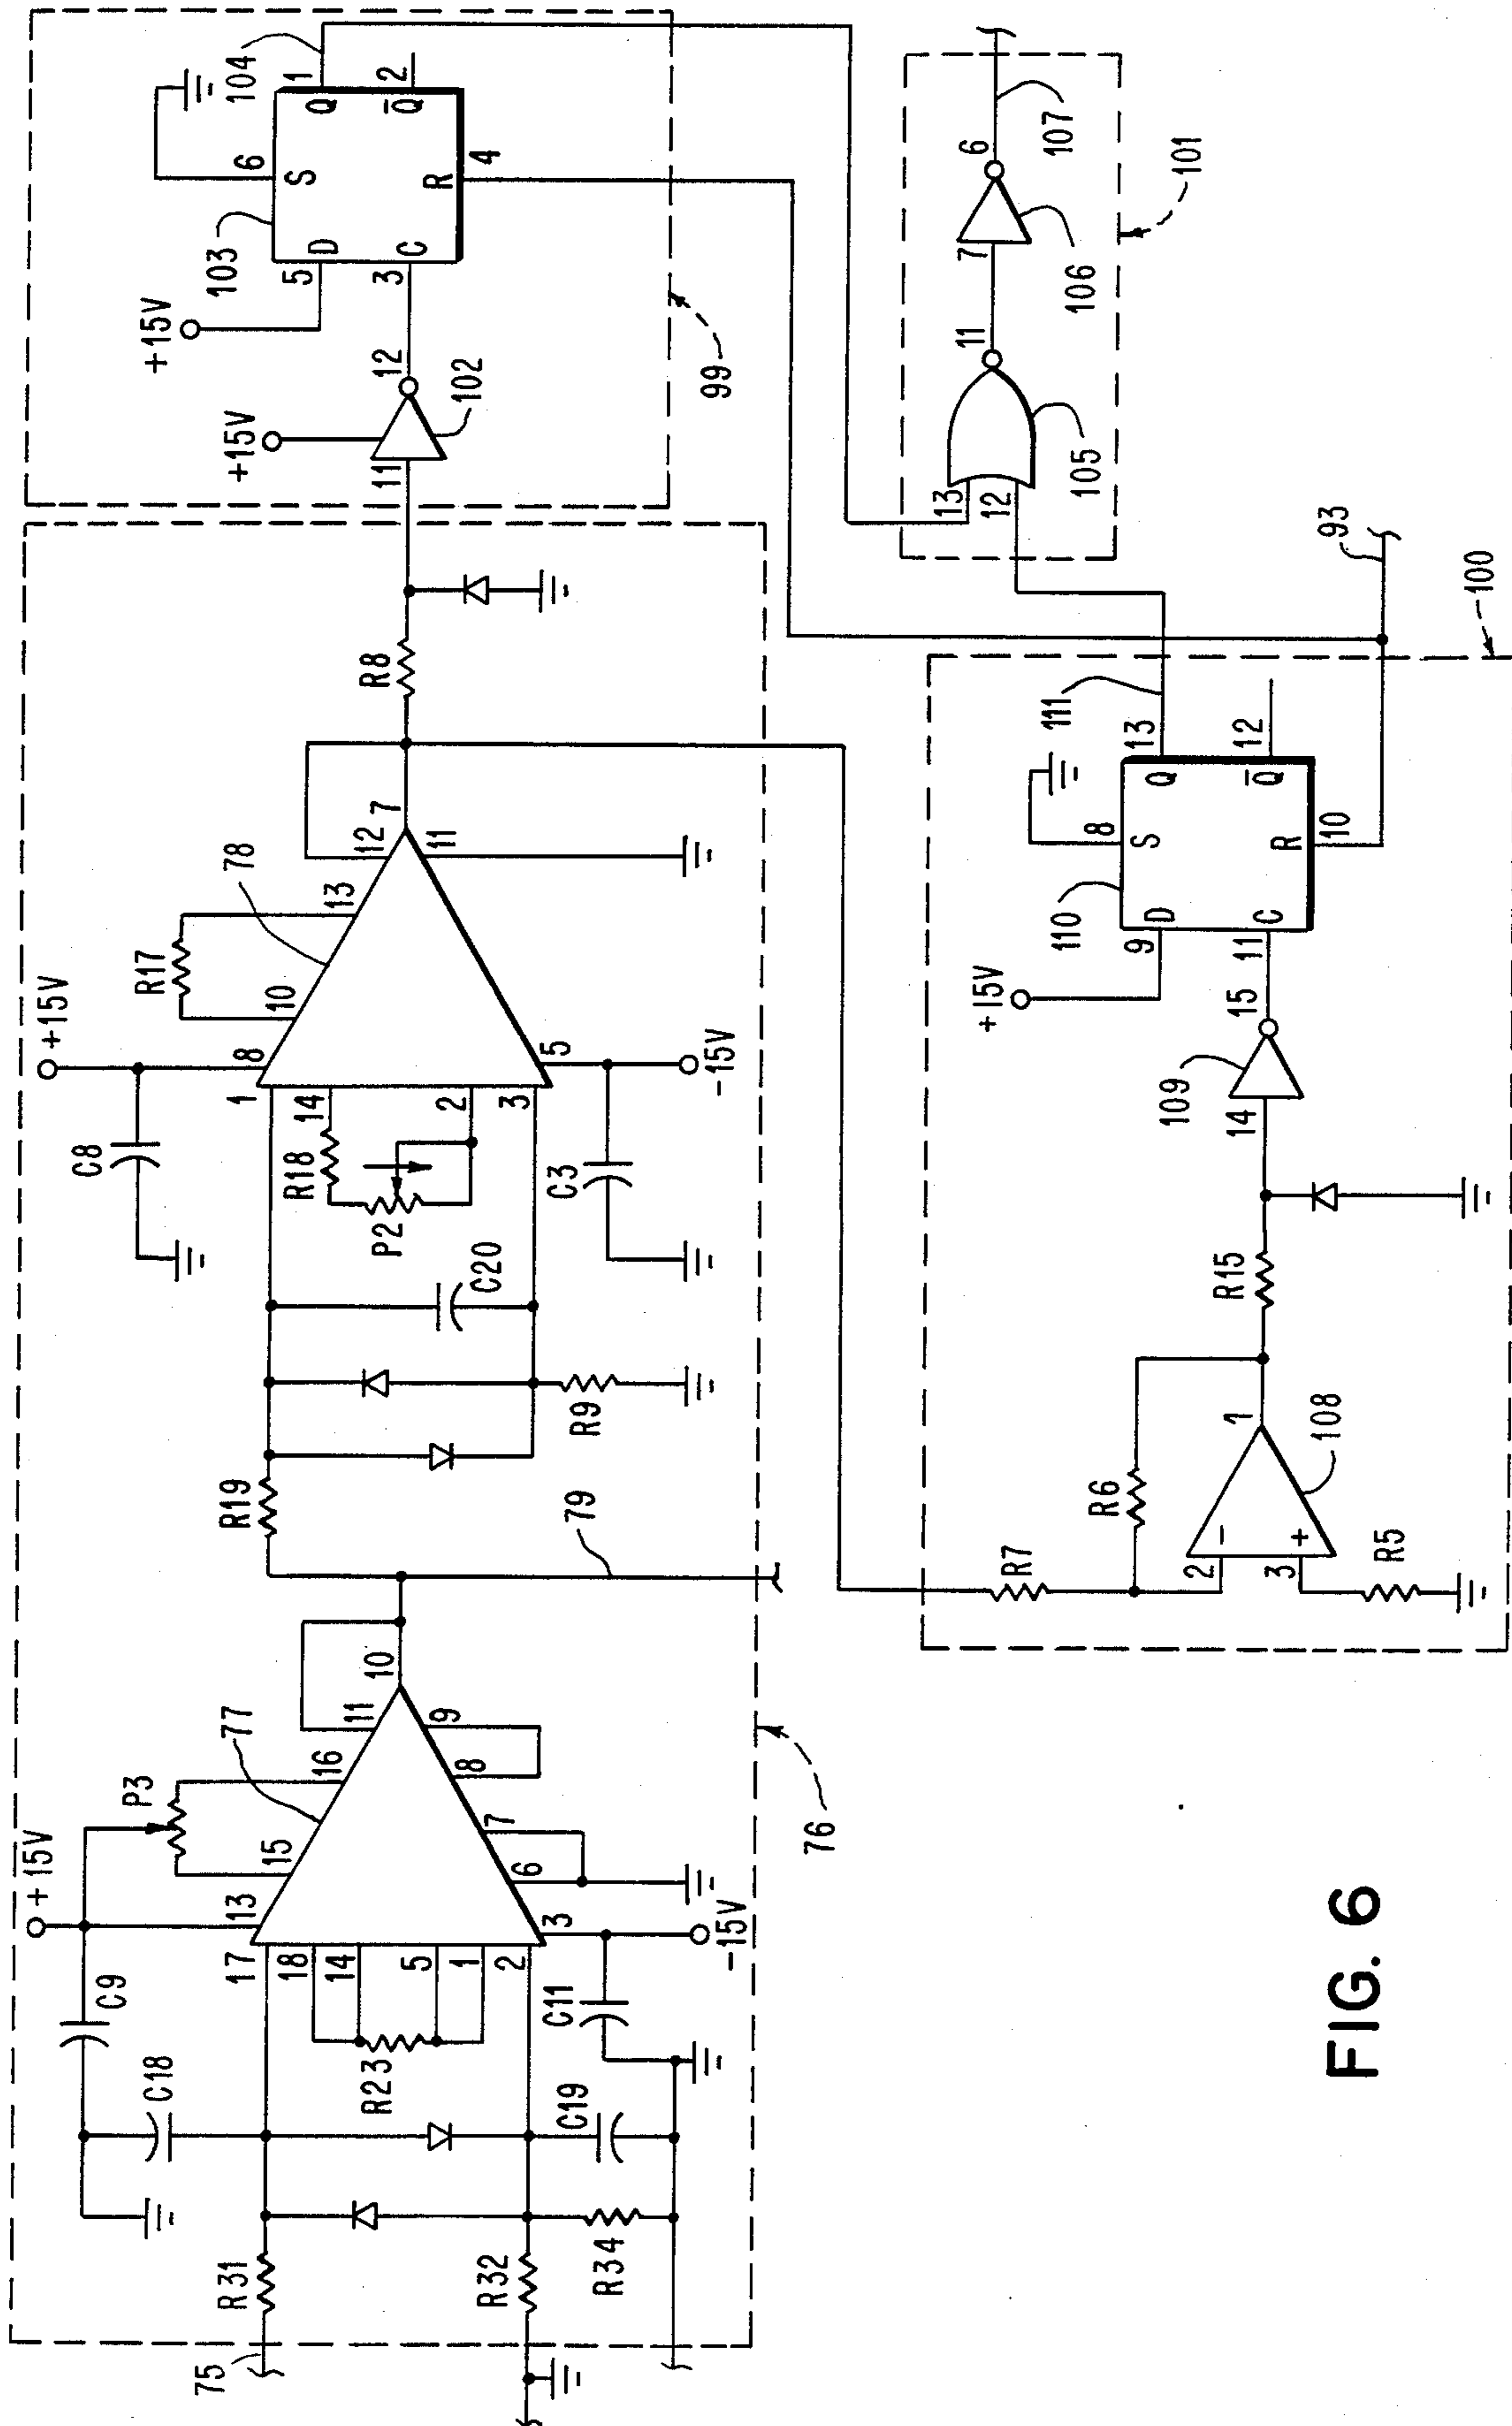 +15V
C9
C18
P3
13
15
16
77
11
10
17
18
14
5
1
2
R23
3
6
7
8
9
-15V
C11
C19
R31
R32
R34
75
76
79
R19
R9
C20
+15V
C8
8
10
R17
13
78
12
7
11
1
14
2
3
R18
P2
5
C3
-15V
R8
+15V
+15V
11
12
102
103
5
D
3
C
6
S
1
Q
2
Q̅
R
4
104
99
13
12
11
105
7
6
106
107
101
93
100
R7
R6
2
-
3
+
1
108
R5
R15
14
109
15
+15V
110
9
D
11
C
8
S
13
Q
12
Q̅
R
10
111
FIG. 6